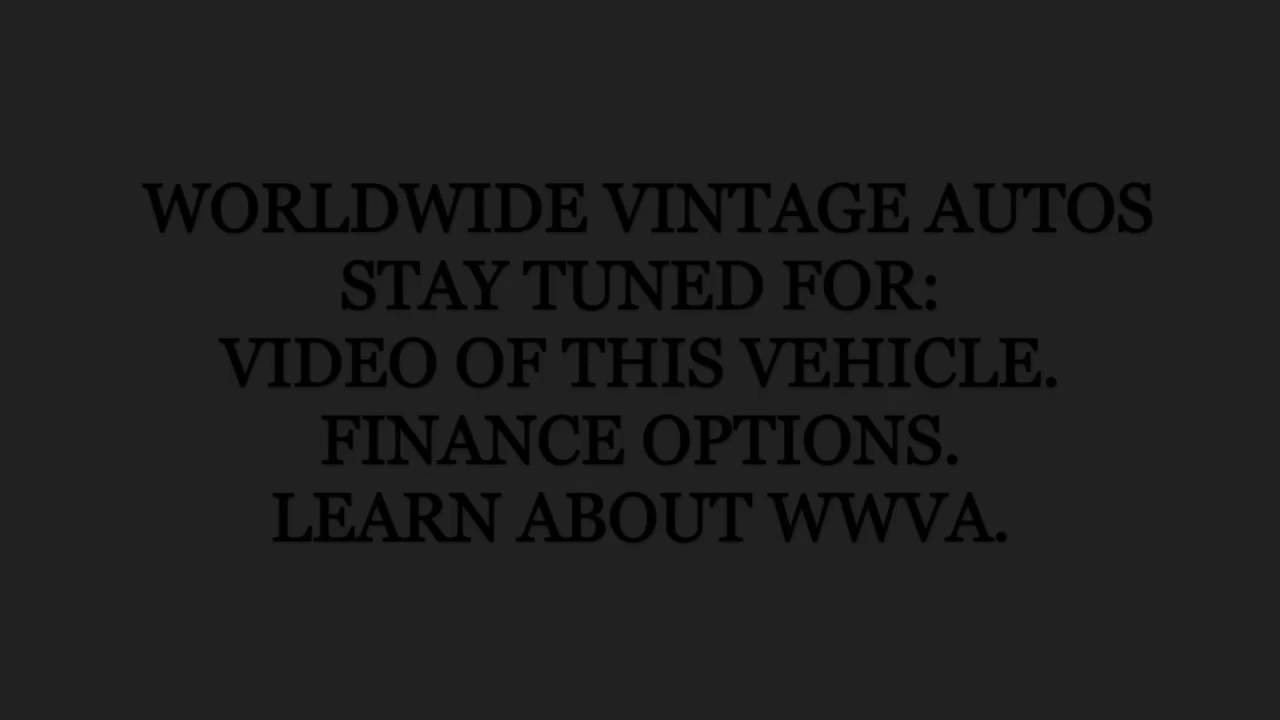 WORLDWIDE VINTAGE AUTOS
STAY TUNED FOR:
VIDEO OF THIS VEHICLE.
FINANCE OPTIONS.
LEARN ABOUT WWVA.